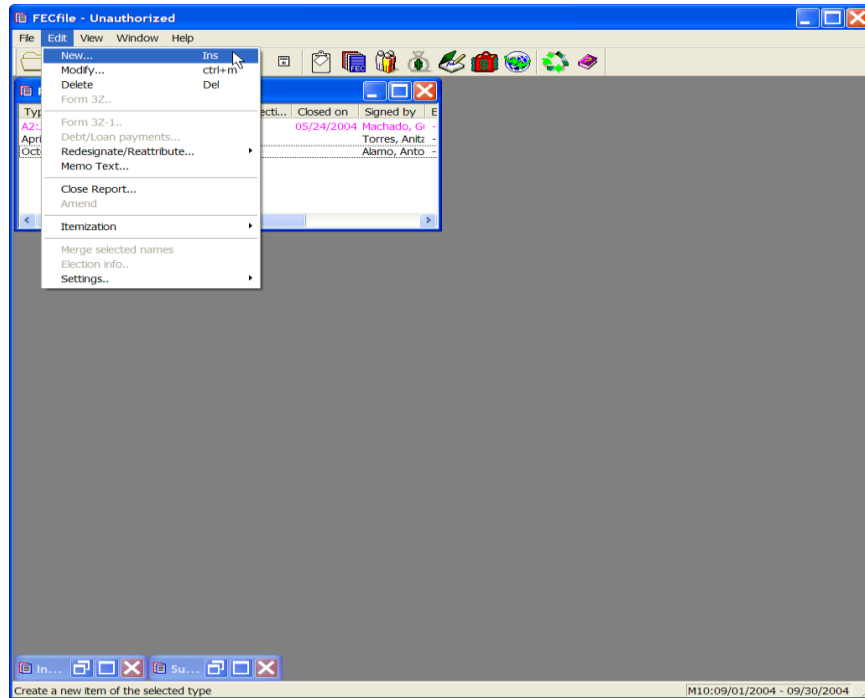 FECfile - Unauthorized
File Edit View Window Help
New... Ins
Modify... ctrl+m
Delete Del
Form 3Z..
Form 3Z-1..
Debt/Loan payments...
Redesignate/Reattribute...
Memo Text...
Close Report...
Amend
Itemization
Merge selected names
Election info..
Settings..
Closed on Signed by E
A2: 05/24/2004 Machado, Gu -
Apri Torres, Anita -
Octo Alamo, Anto -
In... Su...
Create a new item of the selected type M10:09/01/2004 - 09/30/2004